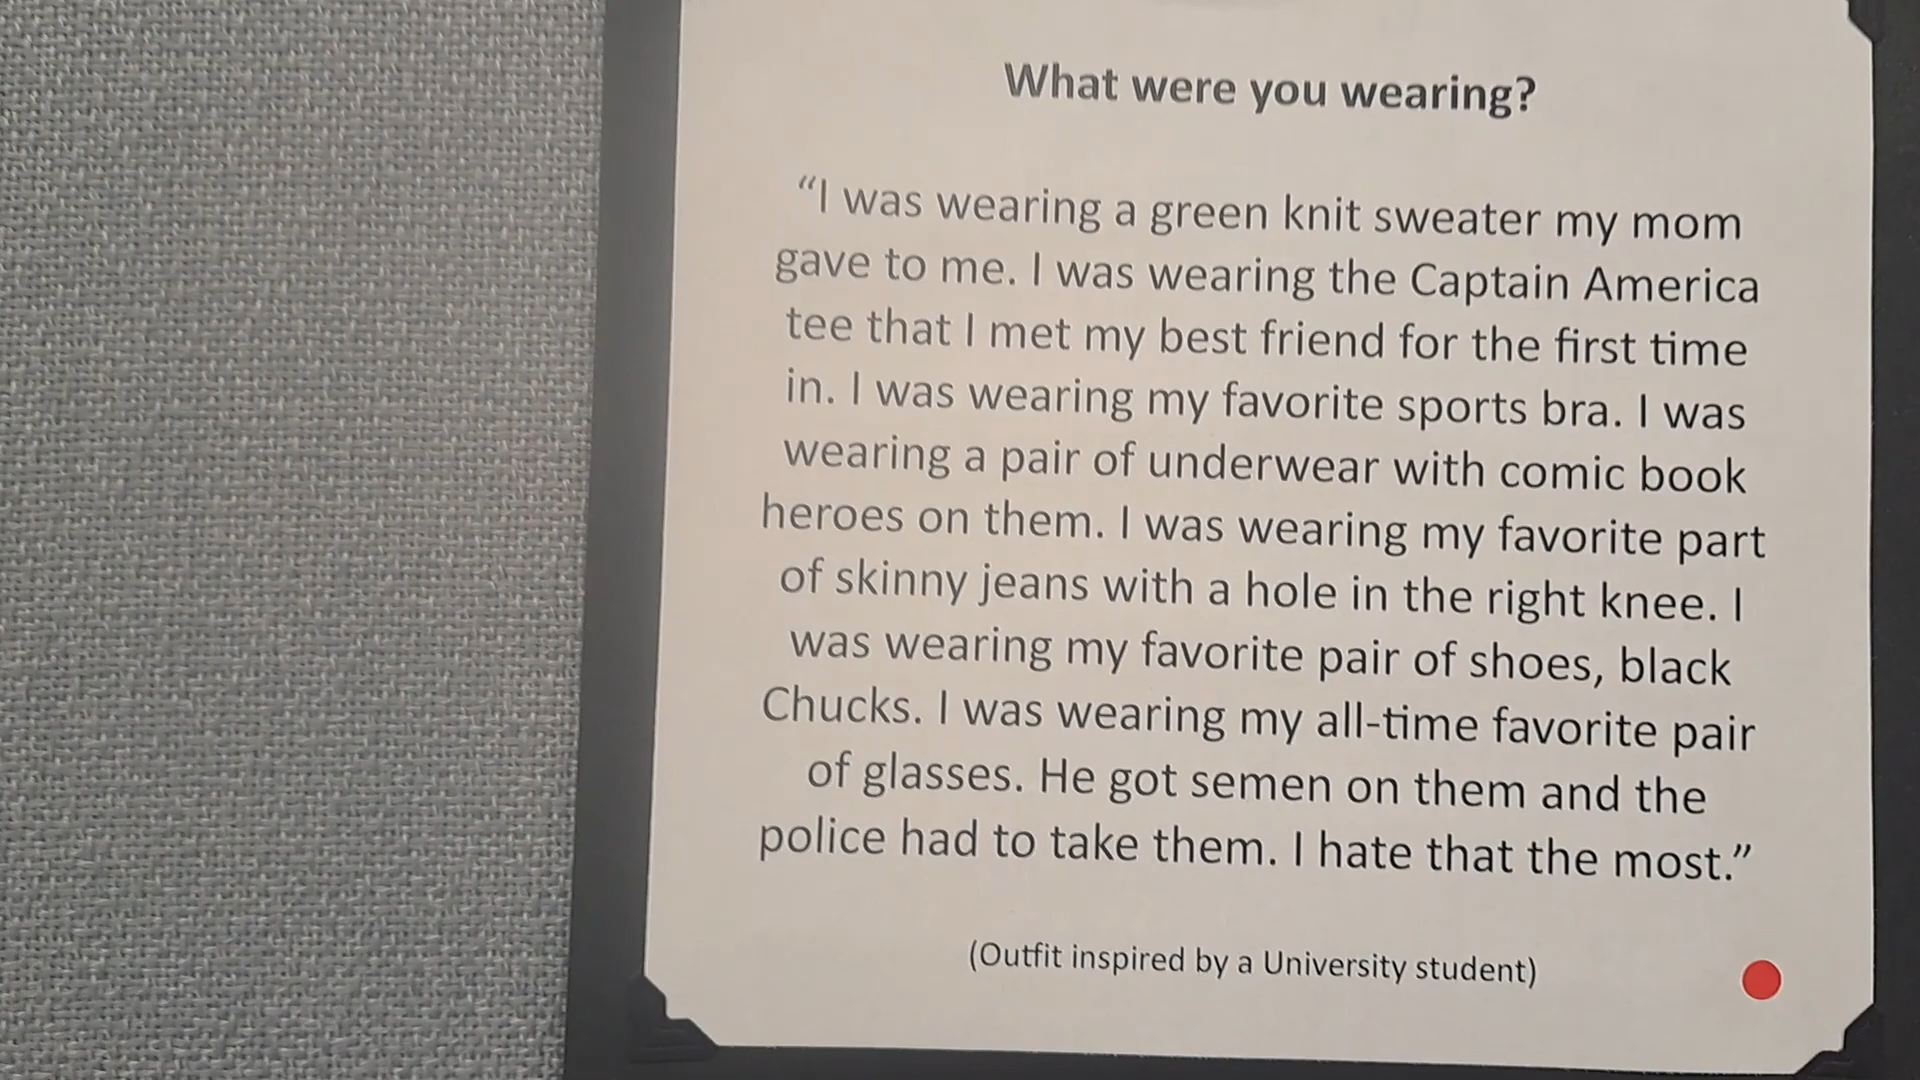 What were you wearing?
“I was wearing a green knit sweater my mom
gave to me. I was wearing the Captain America
tee that I met my best friend for the first time
in. I was wearing my favorite sports bra. I was
wearing a pair of underwear with comic book
heroes on them. I was wearing my favorite part
of skinny jeans with a hole in the right knee. I
was wearing my favorite pair of shoes, black
Chucks. I was wearing my all-time favorite pair
of glasses. He got semen on them and the
police had to take them. I hate that the most.”
(Outfit inspired by a University student)